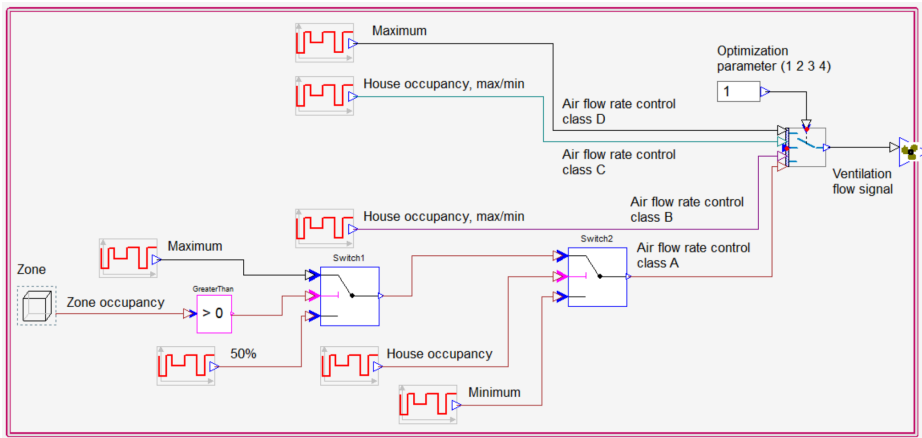 Maximum
Optimization
parameter (1 2 3 4)
House occupancy, max/min
1
Air flow rate control
class D
Air flow rate control
class C
Ventilation
flow signal
House occupancy, max/min
Air flow rate control
class B
Maximum
Switch1
Switch2
Air flow rate control
class A
Zone
GreaterThan
Zone occupancy
> 0
50%
House occupancy
Minimum